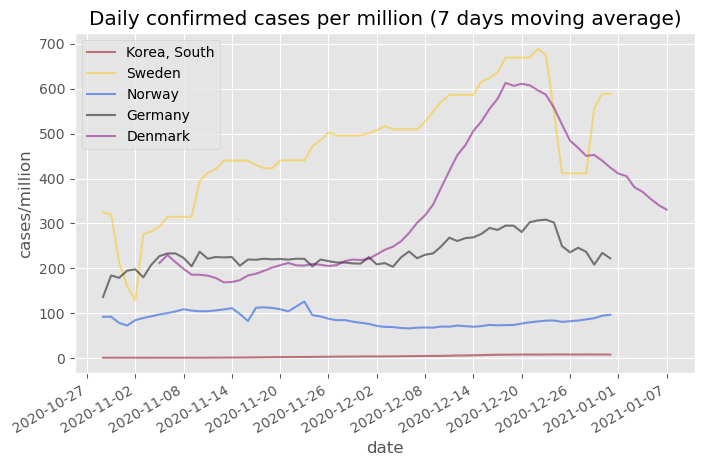 Daily confirmed cases per million (7 days moving average)
700
600
500
400
300
200
100
0
cases/million
Korea, South
Sweden
Norway
Germany
Denmark
2020-10-27
2020-11-02
2020-11-08
2020-11-14
2020-11-20
2020-11-26
2020-12-02
2020-12-08
2020-12-14
2020-12-20
2020-12-26
2021-01-01
2021-01-07
date